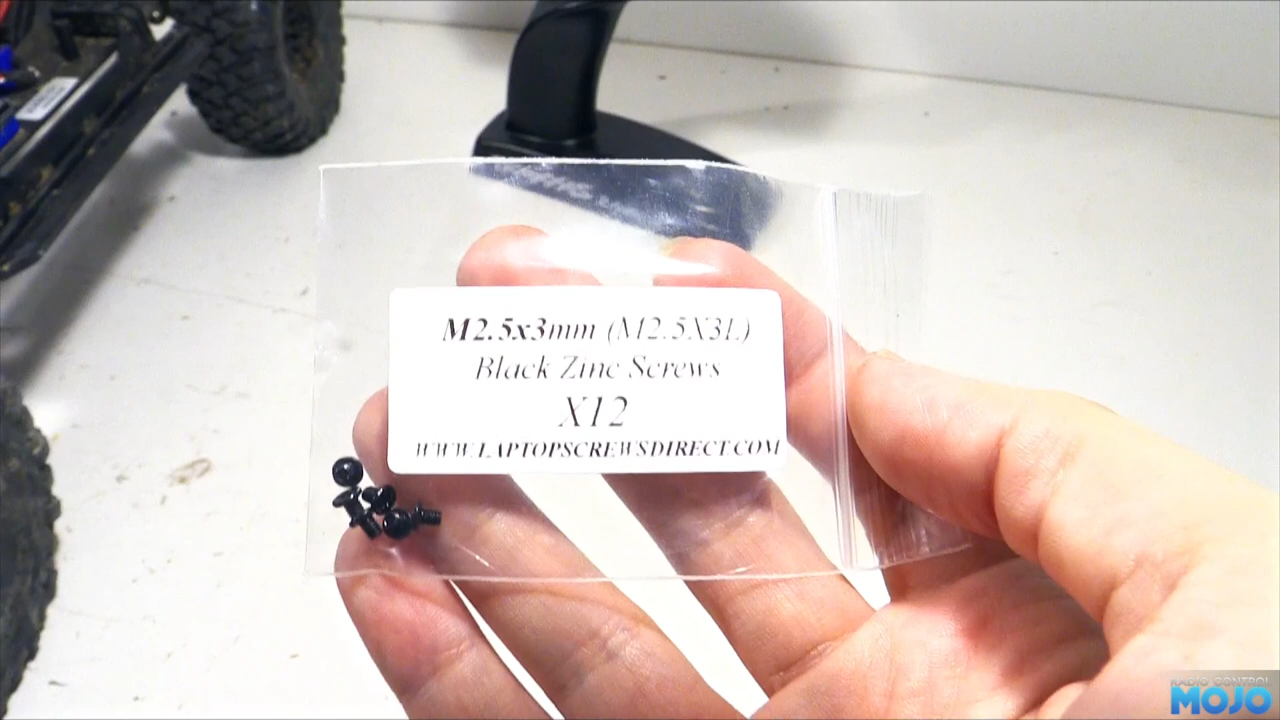 M2.5x3mm (M2.5X3L)
Black Zinc Screws
X12
WWW.LAPTOPSCREWSDIRECT.COM
RADIO CONTROL
MOJO